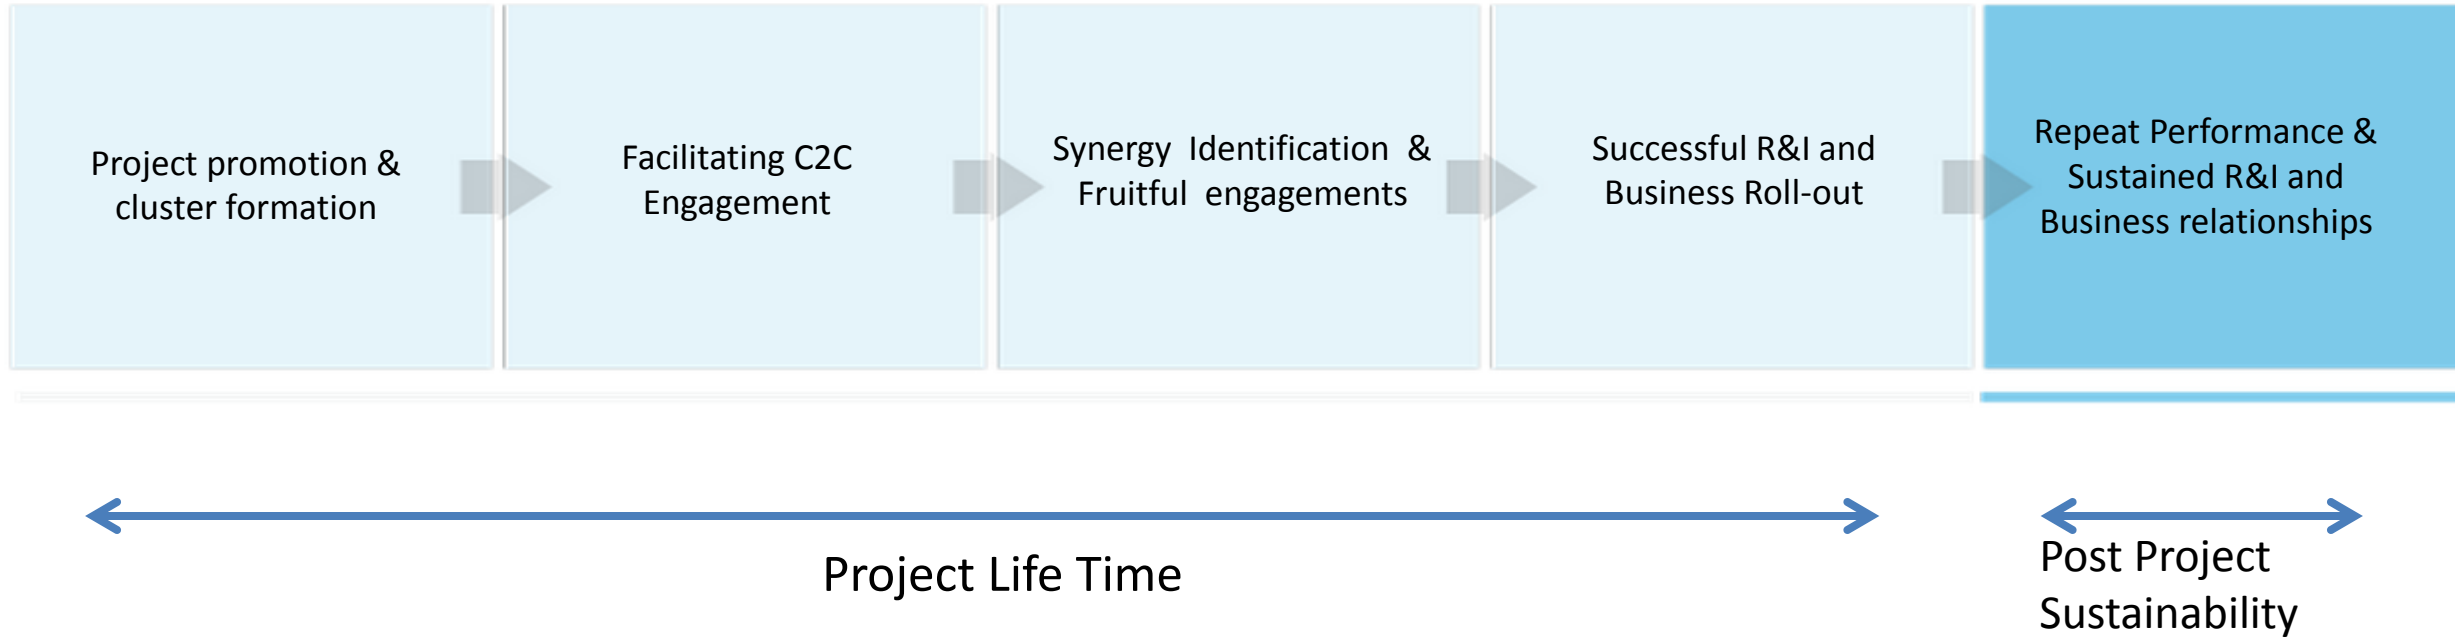 Project promotion &
cluster formation
Facilitating C2C
Engagement
Synergy Identification &
Fruitful engagements
Successful R&I and
Business Roll-out
Repeat Performance &
Sustained R&I and
Business relationships
Project Life Time
Post Project
Sustainability